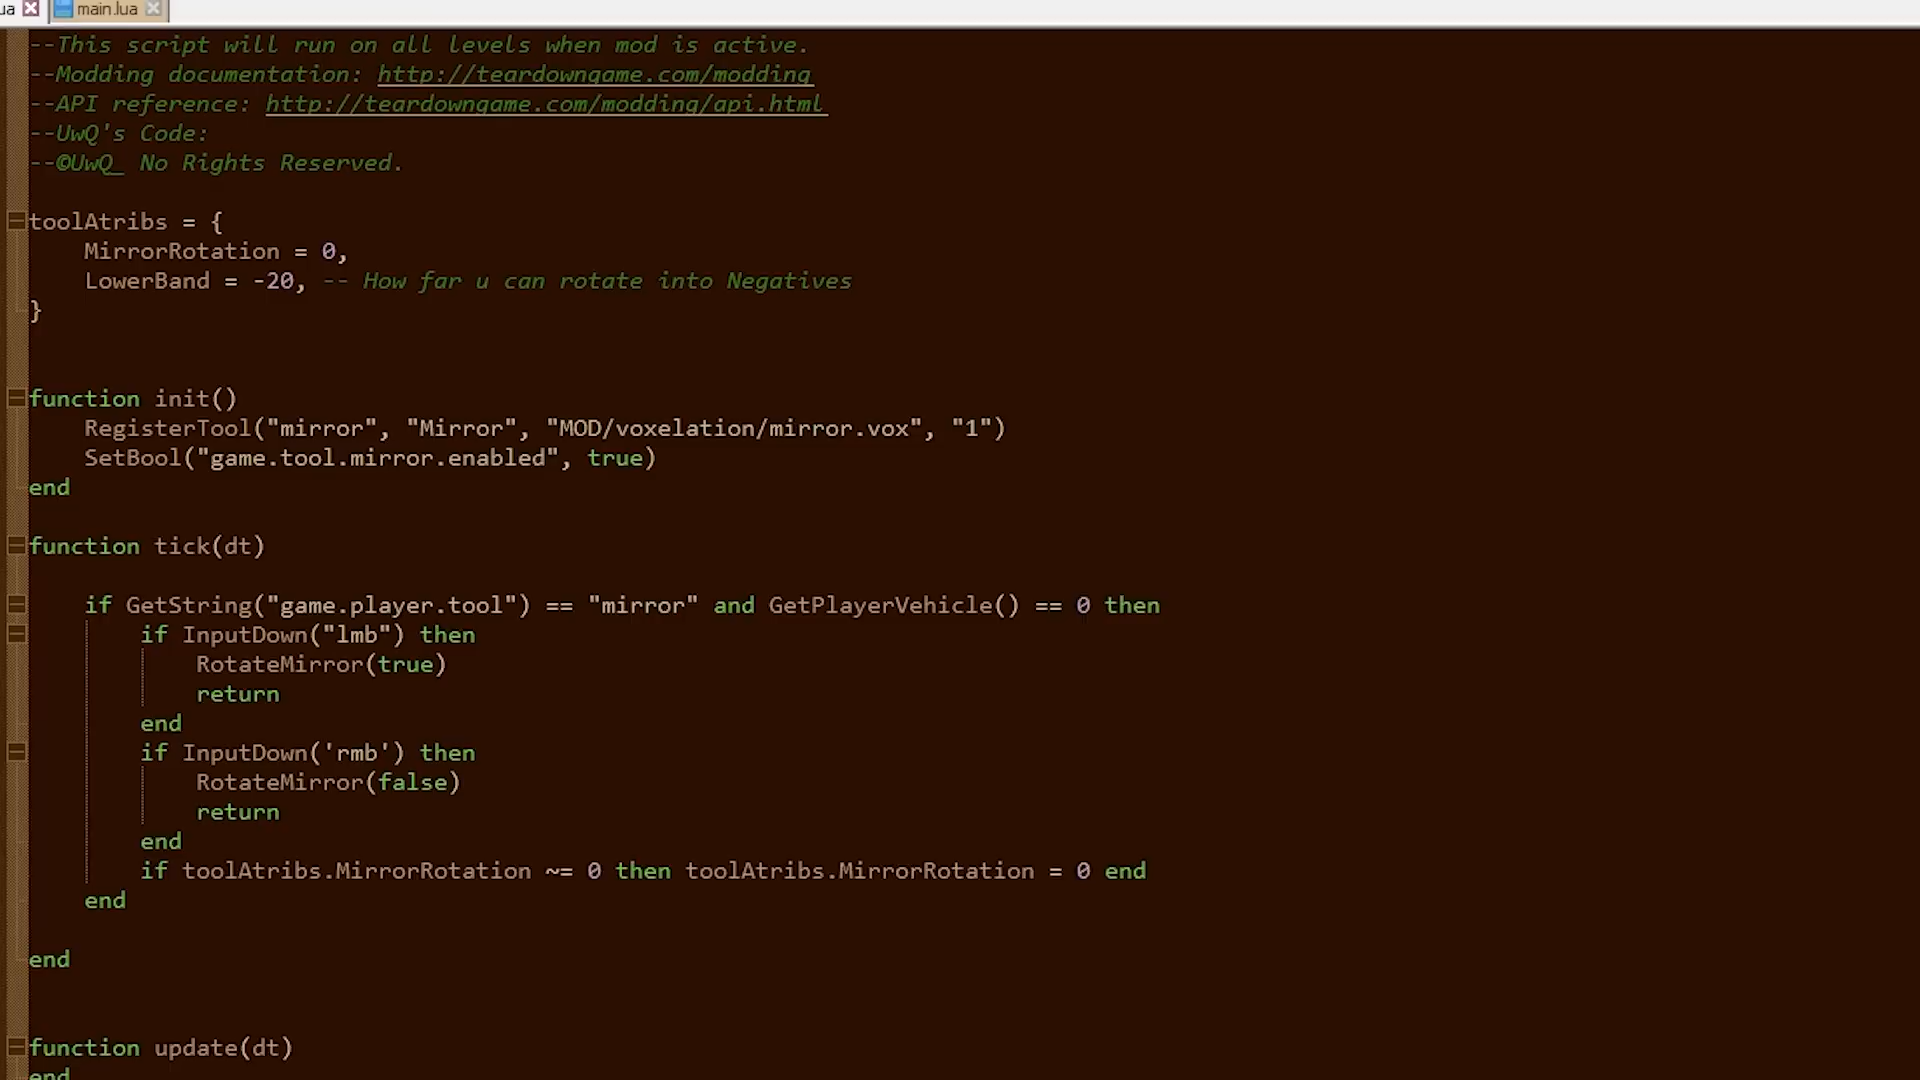 ua
main.lua
--This script will run on all levels when mod is active.
--Modding documentation: http://teardowngame.com/modding
--API reference: http://teardowngame.com/modding/api.html
--UwQ's Code:
--©UwQ_ No Rights Reserved.
toolAtribs = {
MirrorRotation = 0,
LowerBand = -20, -- How far u can rotate into Negatives
}
function init()
RegisterTool("mirror", "Mirror", "MOD/voxelation/mirror.vox", "1")
SetBool("game.tool.mirror.enabled", true)
end
function tick(dt)
if GetString("game.player.tool") == "mirror" and GetPlayerVehicle() == 0 then
if InputDown("lmb") then
RotateMirror(true)
return
end
if InputDown('rmb') then
RotateMirror(false)
return
end
if toolAtribs.MirrorRotation ~= 0 then toolAtribs.MirrorRotation = 0 end
end
end
function update(dt)
end